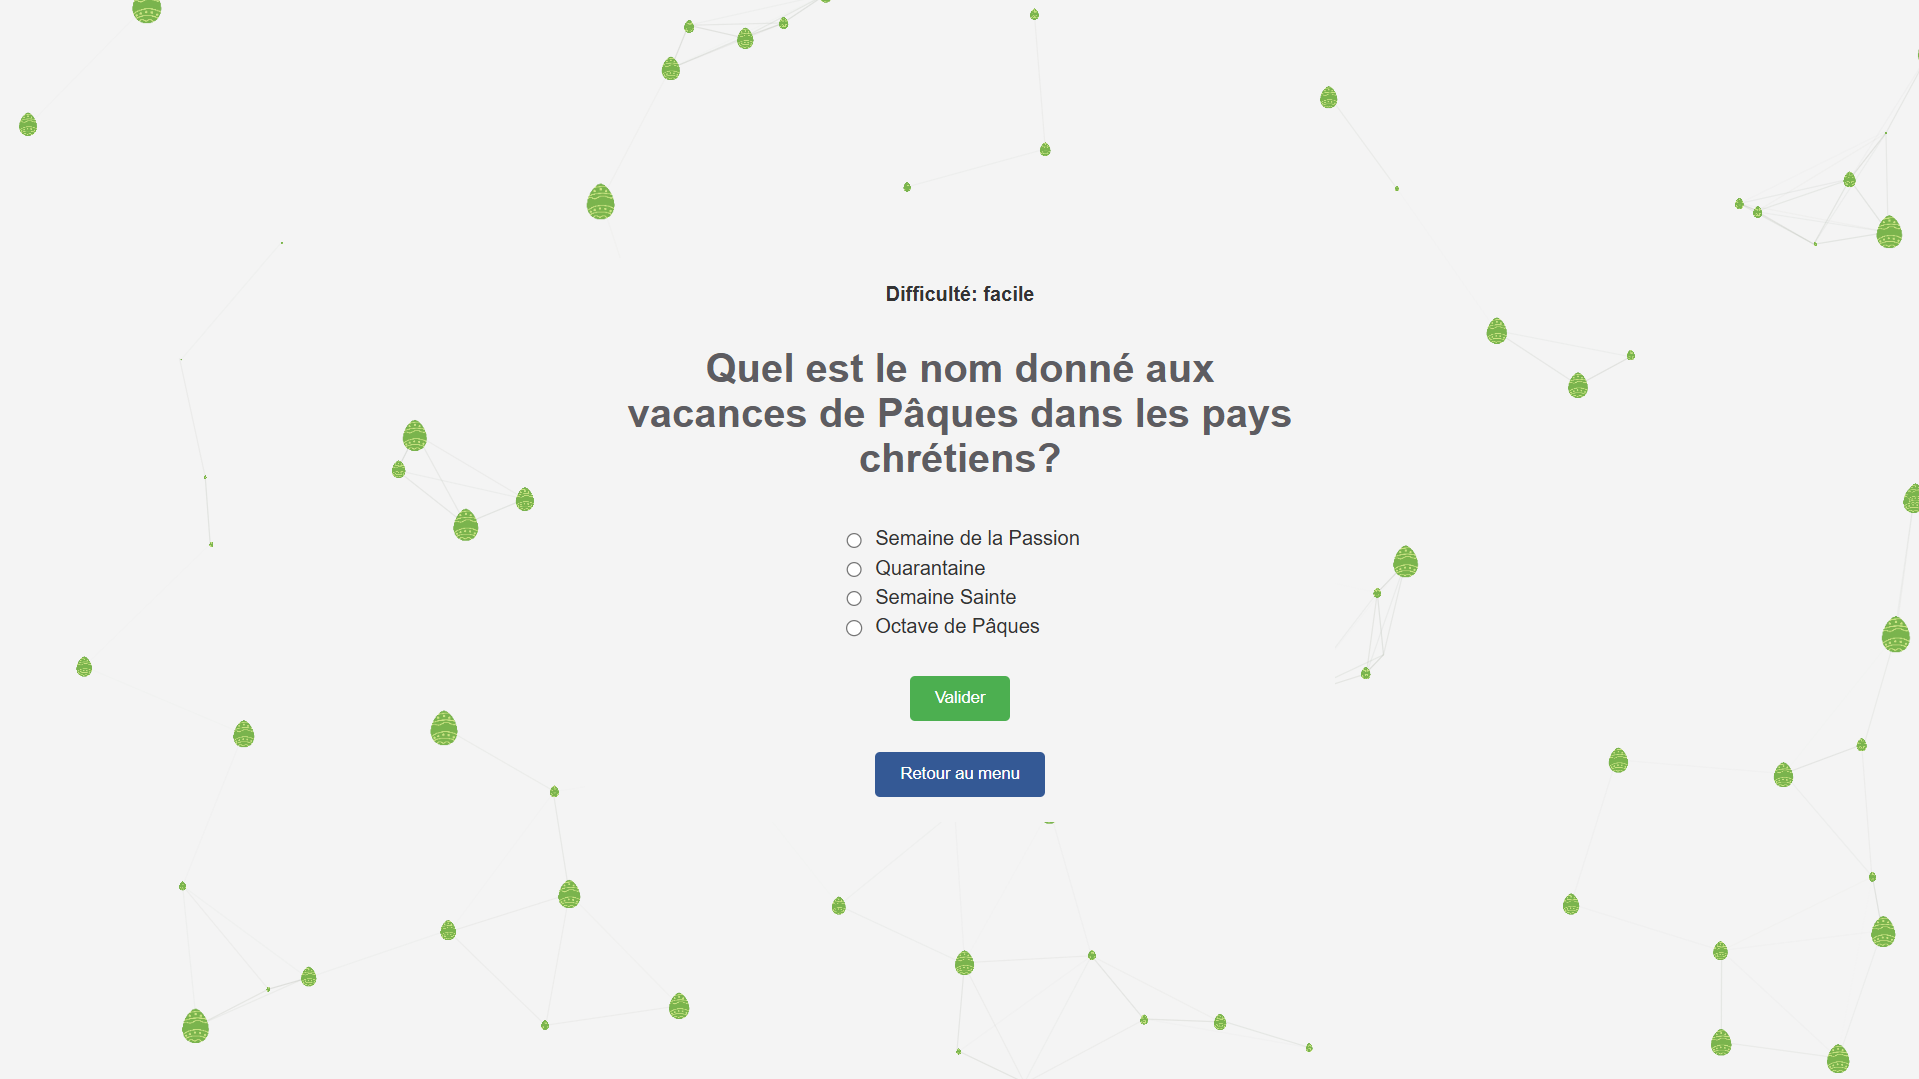 Difficulté: facile
Quel est le nom donné aux
vacances de Pâques dans les pays
chrétiens?
Semaine de la Passion
Quarantaine
Semaine Sainte
Octave de Pâques
Valider
Retour au menu